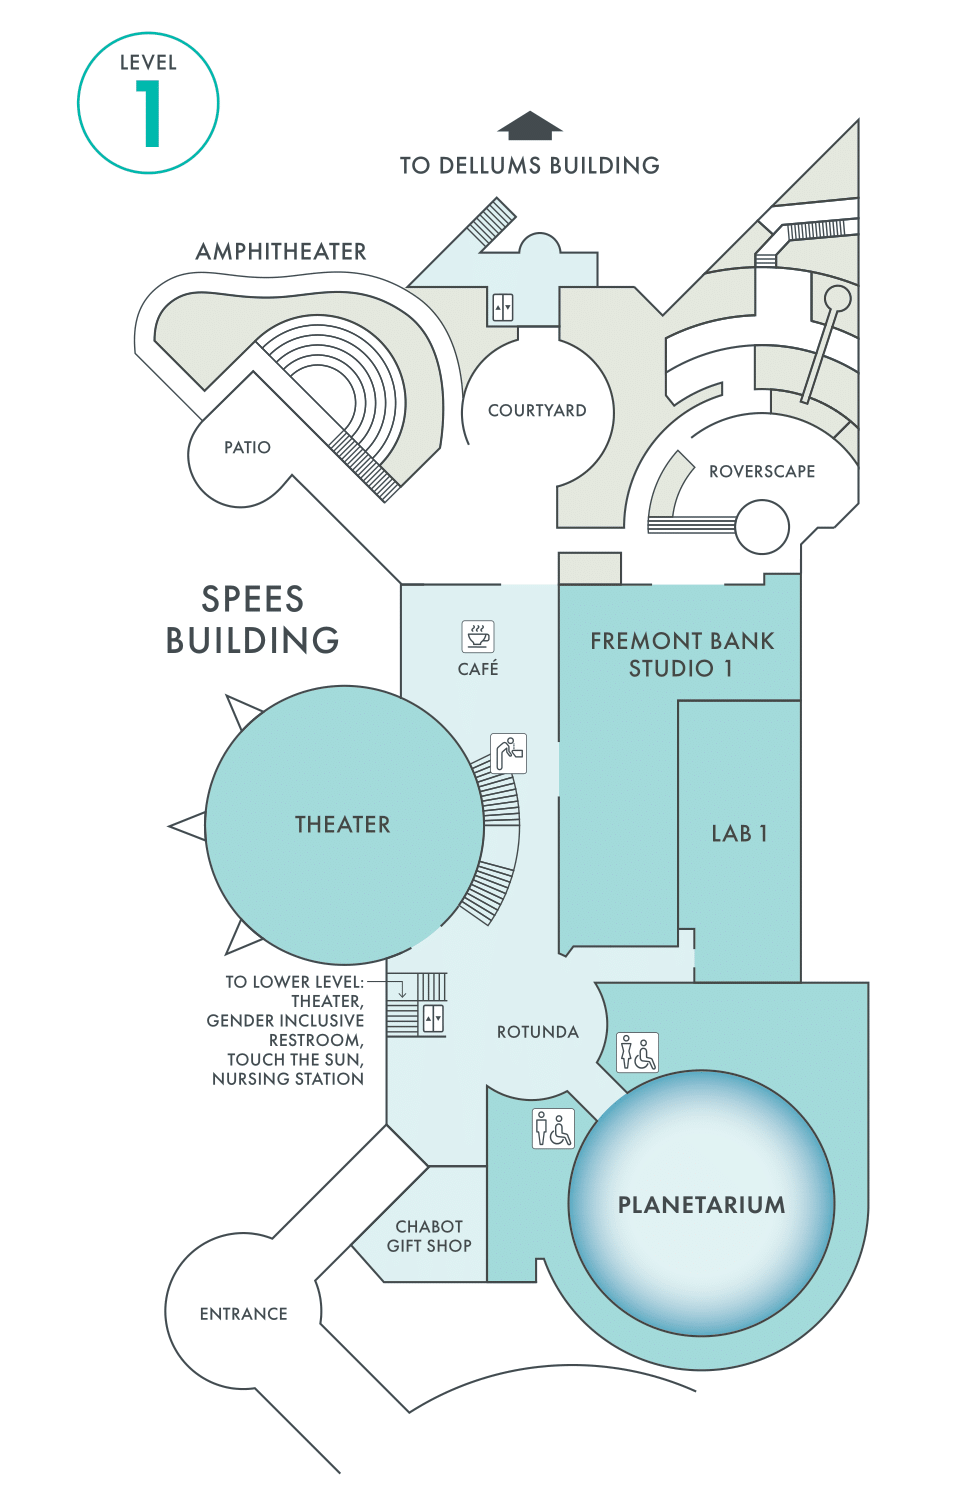 LEVEL
1
TO DELLUMS BUILDING
AMPHITHEATER
COURTYARD
PATIO
ROVERSCAPE
SPEES
BUILDING
CAFÉ
FREMONT BANK
STUDIO 1
THEATER
LAB 1
TO LOWER LEVEL:
THEATER,
GENDER INCLUSIVE
RESTROOM,
TOUCH THE SUN,
NURSING STATION
ROTUNDA
PLANETARIUM
CHABOT
GIFT SHOP
ENTRANCE